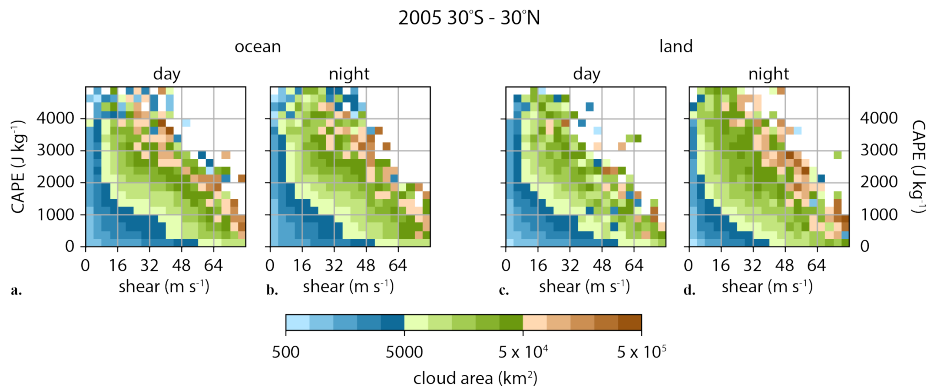 2005 30°S - 30°N
ocean land
day night day night
CAPE (J kg⁻¹)
4000
3000
2000
1000
0
4000
3000
2000
1000
0
CAPE (J kg⁻¹)
0 16 32 48 64
0 16 32 48 64
0 16 32 48 64
0 16 32 48 64
a. shear (m s⁻¹)
b. shear (m s⁻¹)
c. shear (m s⁻¹)
d. shear (m s⁻¹)
500 5000 5 x 10⁴ 5 x 10⁵
cloud area (km²)